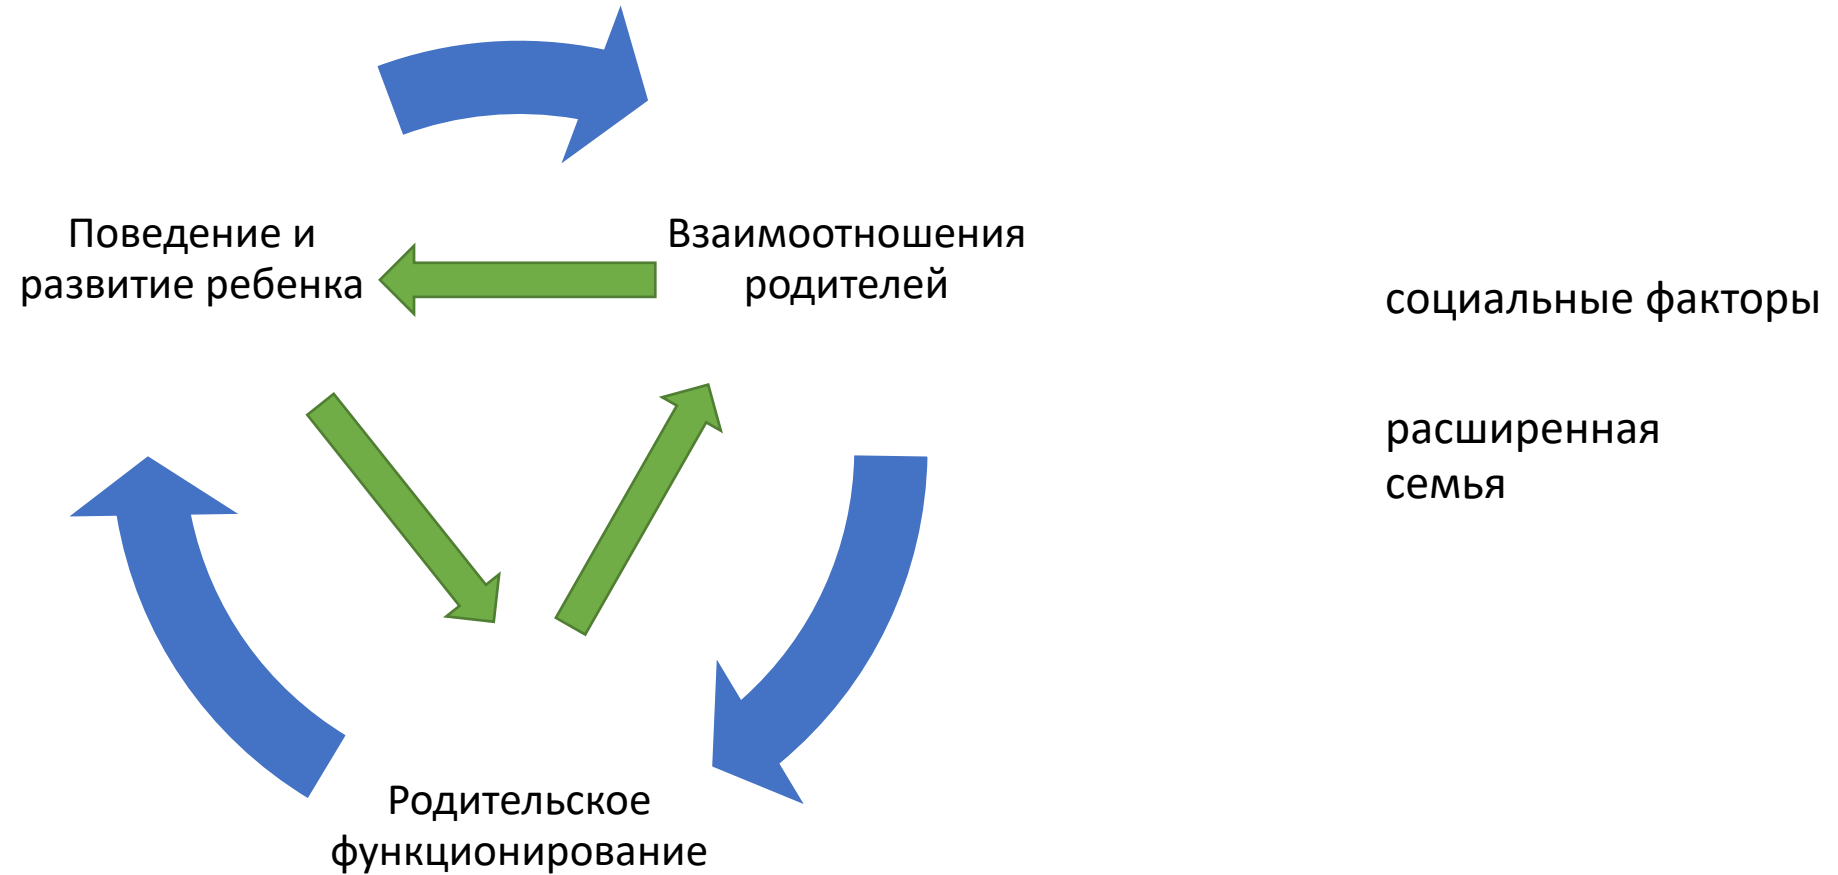 Поведение и
развитие ребенка
Взаимоотношения
родителей
социальные факторы
расширенная
семья
Родительское
функционирование